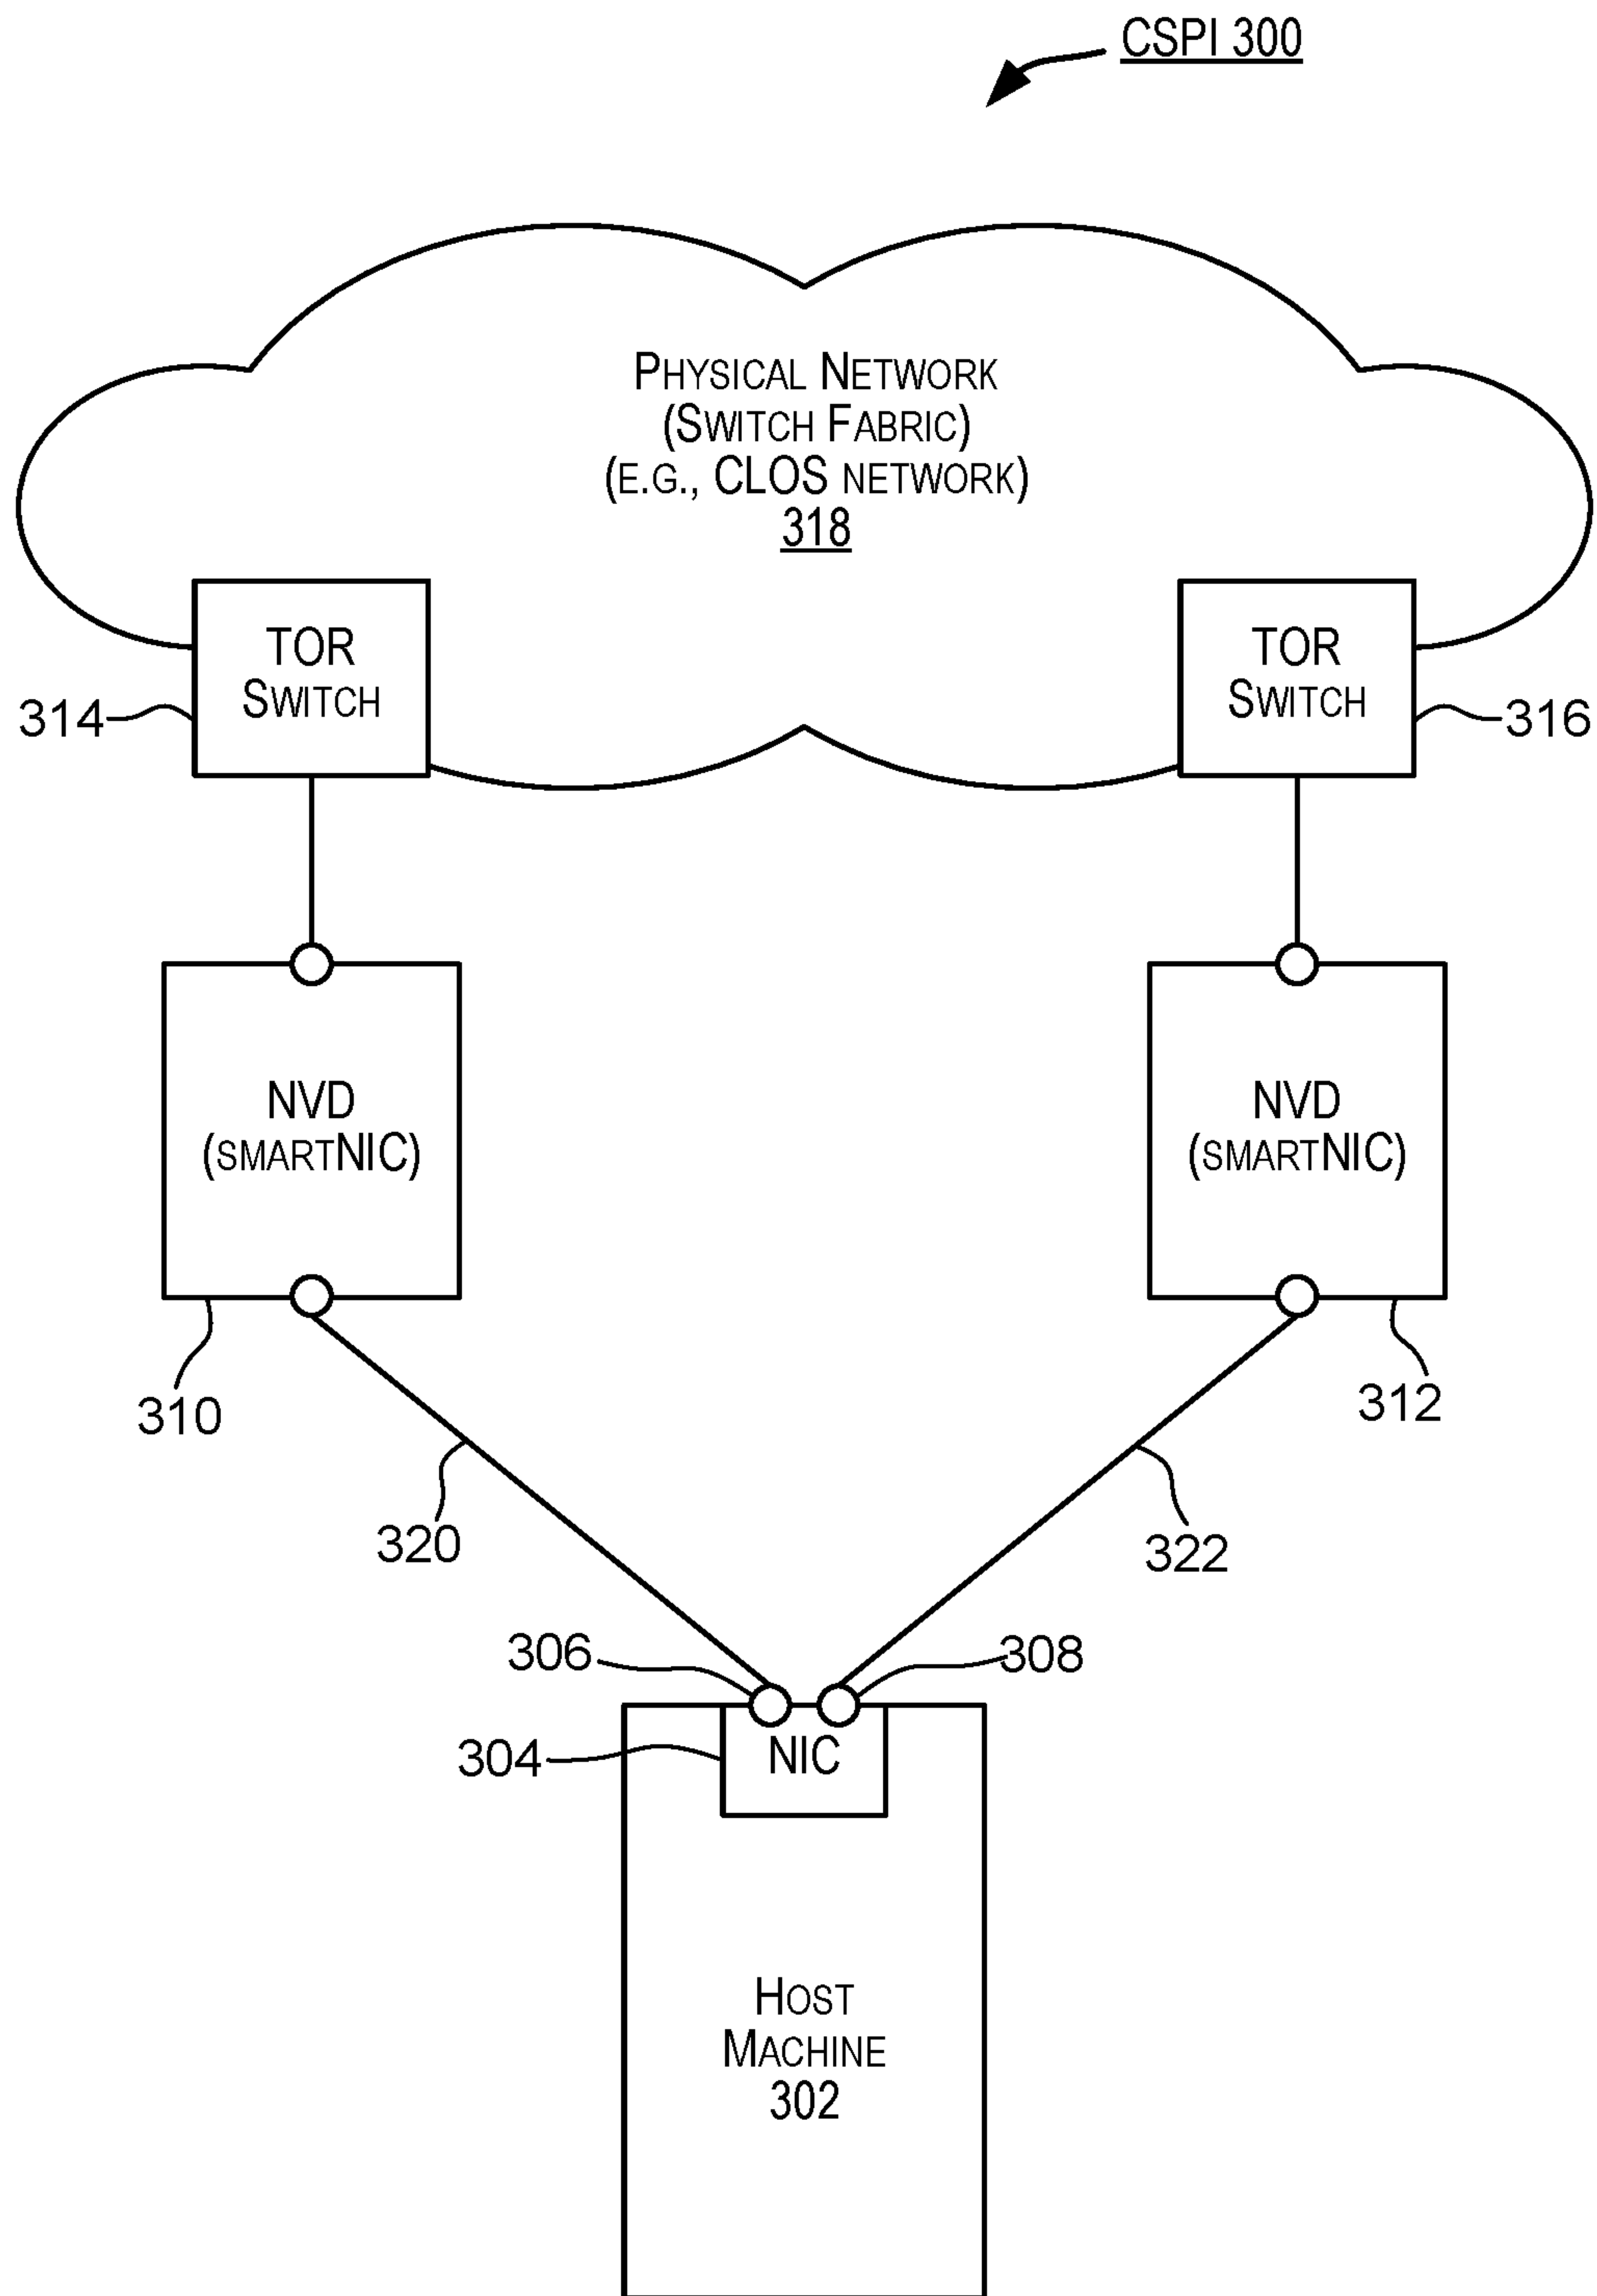 CSPI 300
PHYSICAL NETWORK
(SWITCH FABRIC)
(E.G., CLOS NETWORK)
318
TOR
SWITCH
314
TOR
SWITCH
316
NVD
(SMARTNIC)
310
NVD
(SMARTNIC)
312
320
322
306
308
304
NIC
HOST
MACHINE
302